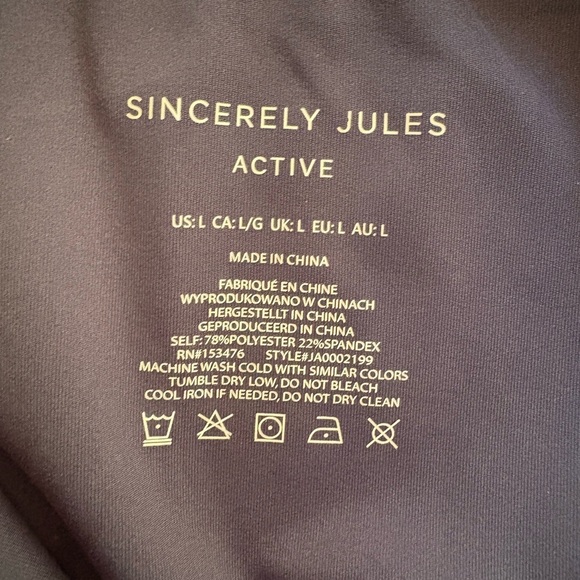 SINCERELY JULES
ACTIVE
US: L CA: L/G UK: L EU: L AU: L
MADE IN CHINA
FABRIQUÉ EN CHINE
WYPRODUKOWANO W CHINACH
HERGESTELLT IN CHINA
GEPRODUCEERD IN CHINA
SELF: 78%POLYESTER 22%SPANDEX
RN#153476 STYLE#JA0002199
MACHINE WASH COLD WITH SIMILAR COLORS
TUMBLE DRY LOW, DO NOT BLEACH
COOL IRON IF NEEDED, DO NOT DRY CLEAN